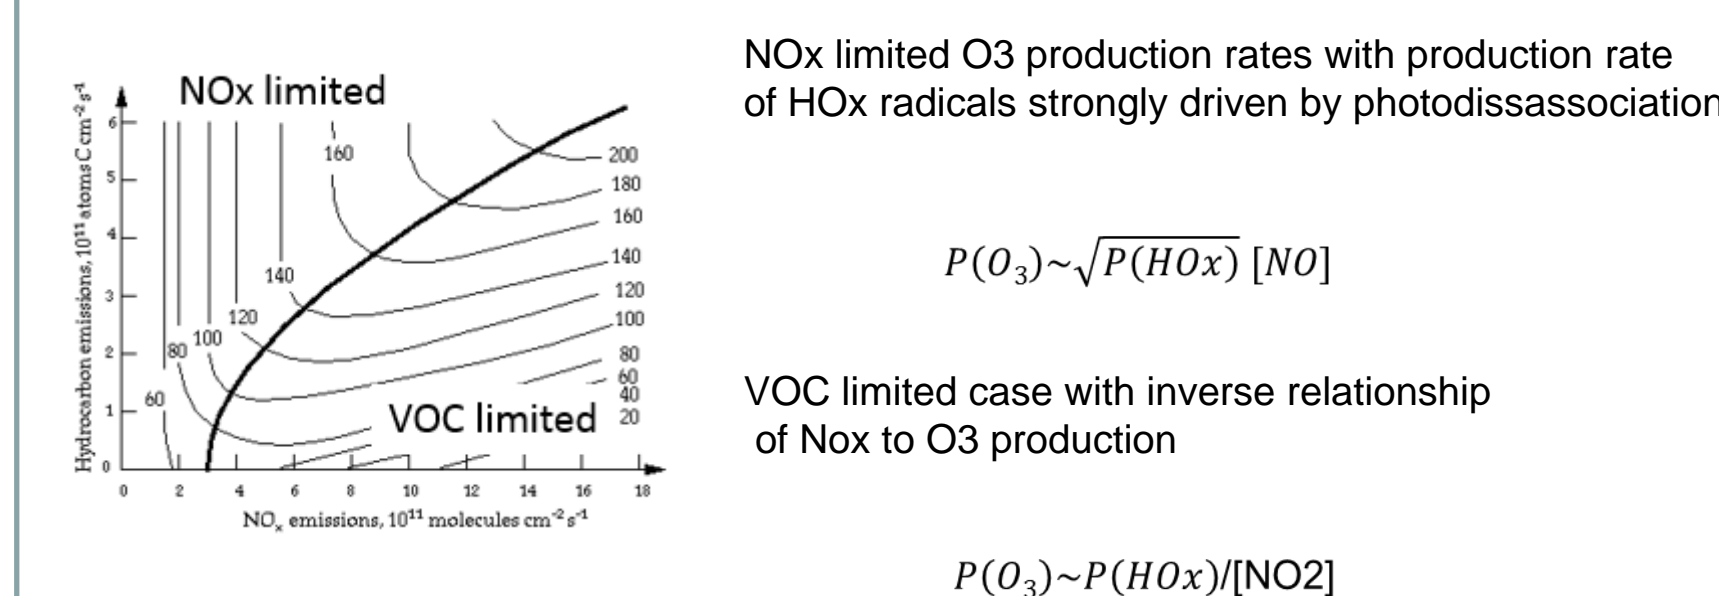 NOx limited
Hydrocarbon emissions, 10¹¹ atoms C cm⁻² s⁻¹
6
5
4
3
2
1
0
160
140
120
100
80
60
200
180
160
140
120
100
80
60
40
20
VOC limited
0 2 4 6 8 10 12 14 16 18
NOₓ emissions, 10¹¹ molecules cm⁻² s⁻¹
NOx limited O3 production rates with production rate
of HOx radicals strongly driven by photodissassociation
P(O₃)~√P(HOx) [NO]
VOC limited case with inverse relationship
of Nox to O3 production
P(O₃)~P(HOx)/[NO2]